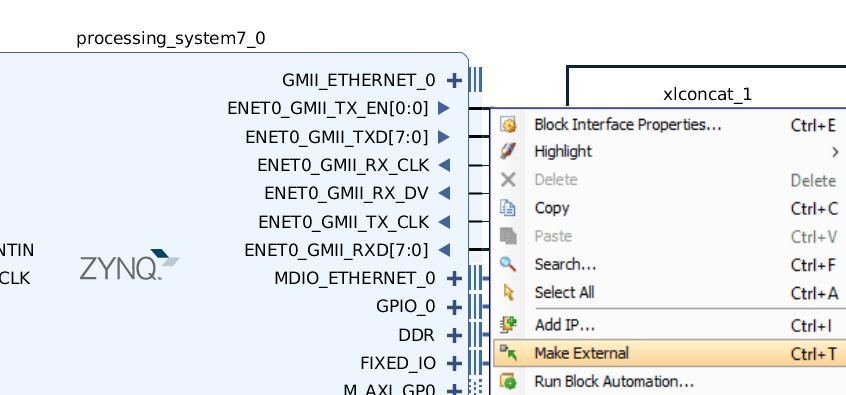 processing_system7_0
GMII_ETHERNET_0
ENET0_GMII_TX_EN[0:0]
ENET0_GMII_TXD[7:0]
ENET0_GMII_RX_CLK
ENET0_GMII_RX_DV
ENET0_GMII_TX_CLK
ENET0_GMII_RXD[7:0]
MDIO_ETHERNET_0
GPIO_0
DDR
FIXED_IO
M_AXI_GP0
NTIN
CLK
ZYNQ
xlconcat_1
Block Interface Properties... Ctrl+E
Highlight
Delete Delete
Copy Ctrl+C
Paste Ctrl+V
Search... Ctrl+F
Select All Ctrl+A
Add IP... Ctrl+I
Make External Ctrl+T
Run Block Automation...